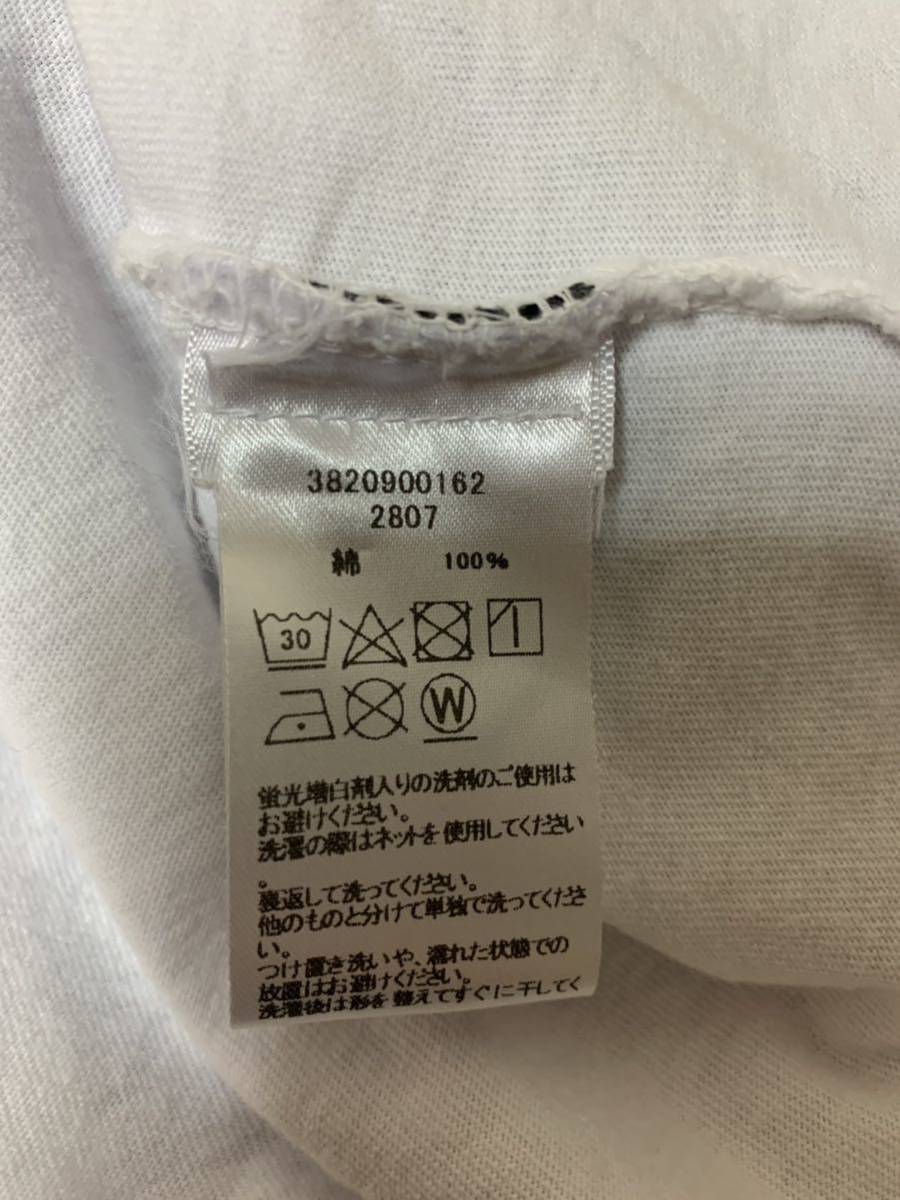 3820900162
2807
綿 100%
30
W
蛍光増白剤入りの洗剤のご使用は
お避けください。
洗濯の際はネットを使用してください
。
裏返して洗ってください。
他のものと分けて単独で洗ってくださ
い。
つけ置き洗いや、濡れた状態での
放置はお避けください。
洗濯後は形を整えてすぐに干してく